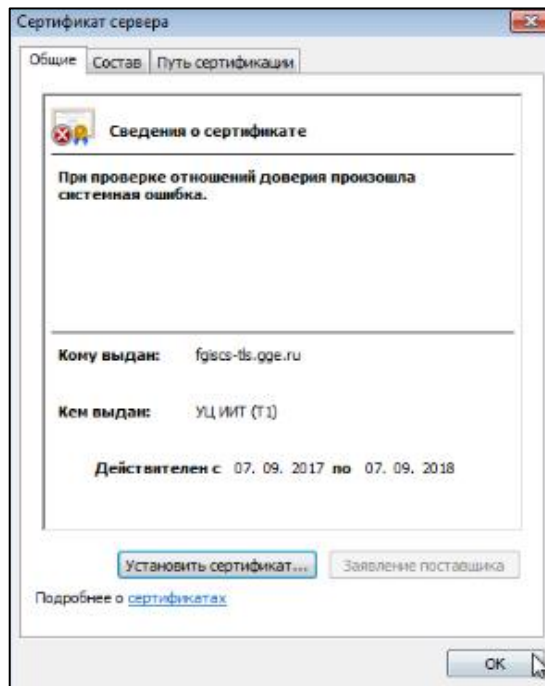 Сертификат сервера
Общие Состав Путь сертификации
Сведения о сертификате
При проверке отношений доверия произошла
системная ошибка.
Кому выдан: fgiscs-tls.gge.ru
Кем выдан: УЦ ИИТ (Т1)
Действителен с 07. 09. 2017 по 07. 09. 2018
Установить сертификат... Заявление поставщика
Подробнее о сертификатах
ОК